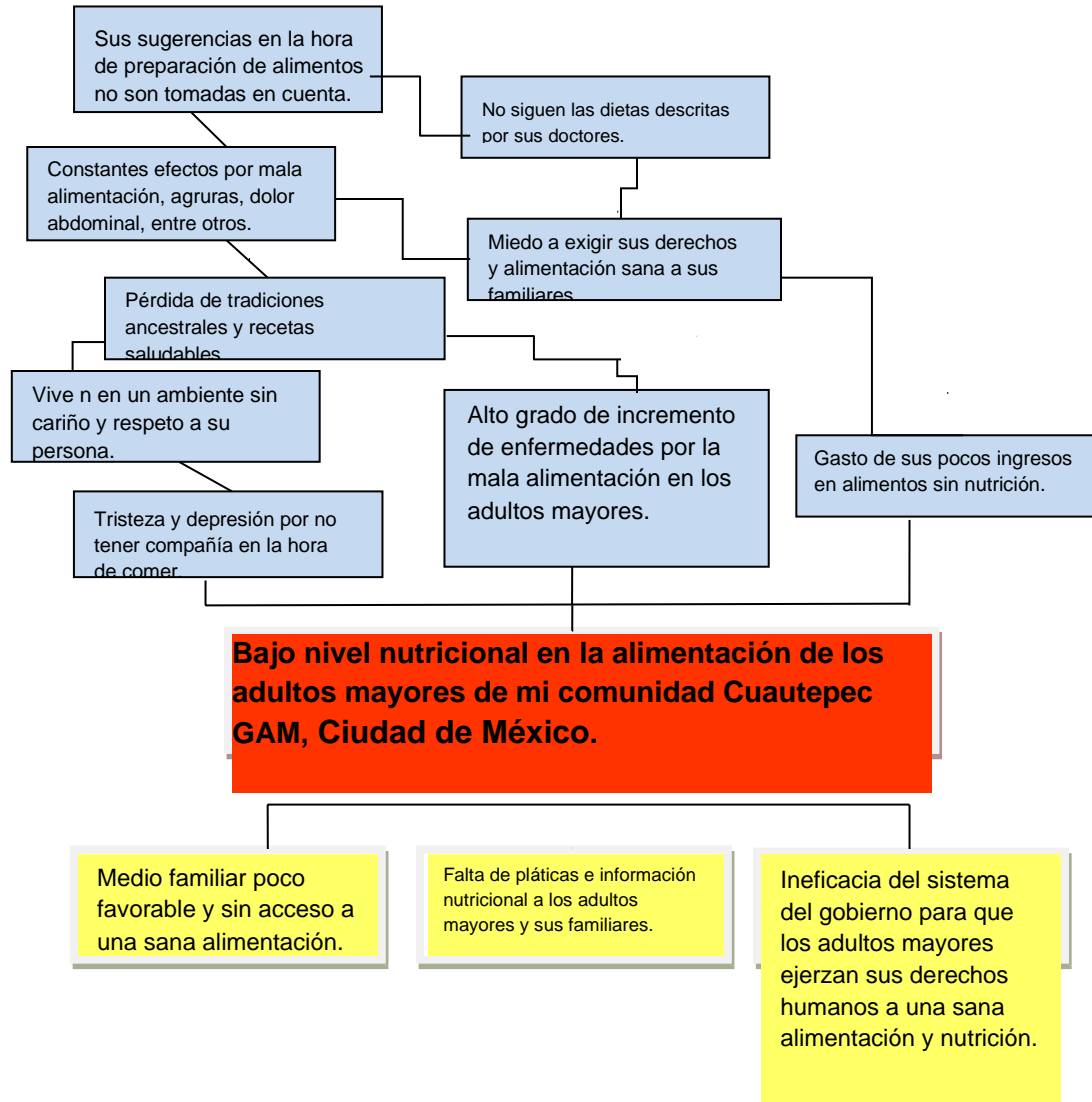 Sus sugerencias en la hora
de preparación de alimentos
no son tomadas en cuenta.
No siguen las dietas descritas
por sus doctores.
Constantes efectos por mala
alimentación, agruras, dolor
abdominal, entre otros.
Miedo a exigir sus derechos
y alimentación sana a sus
familiares
Pérdida de tradiciones
ancestrales y recetas
saludables
Vive n en un ambiente sin
cariño y respeto a su
persona.
Alto grado de incremento
de enfermedades por la
mala alimentación en los
adultos mayores.
Gasto de sus pocos ingresos
en alimentos sin nutrición.
Tristeza y depresión por no
tener compañía en la hora
de comer.
Bajo nivel nutricional en la alimentación de los
adultos mayores de mi comunidad Cuautepec
GAM, Ciudad de México.
Medio familiar poco
favorable y sin acceso a
una sana alimentación.
Falta de pláticas e información
nutricional a los adultos
mayores y sus familiares.
Ineficacia del sistema
del gobierno para que
los adultos mayores
ejerzan sus derechos
humanos a una sana
alimentación y nutrición.